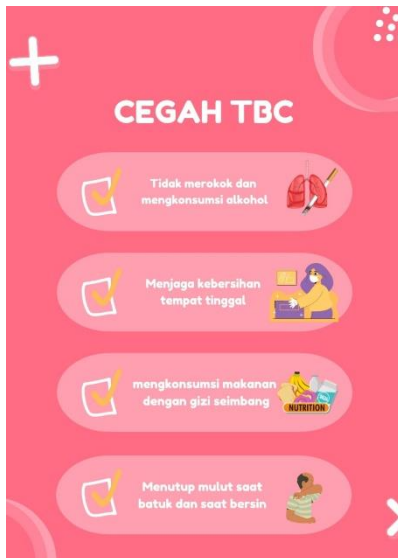 CEGAH TBC
Tidak merokok dan
mengkonsumsi alkohol
Menjaga kebersihan
tempat tinggal
mengkonsumsi makanan
dengan gizi seimbang
NUTRITION
Menutup mulut saat
batuk dan saat bersin